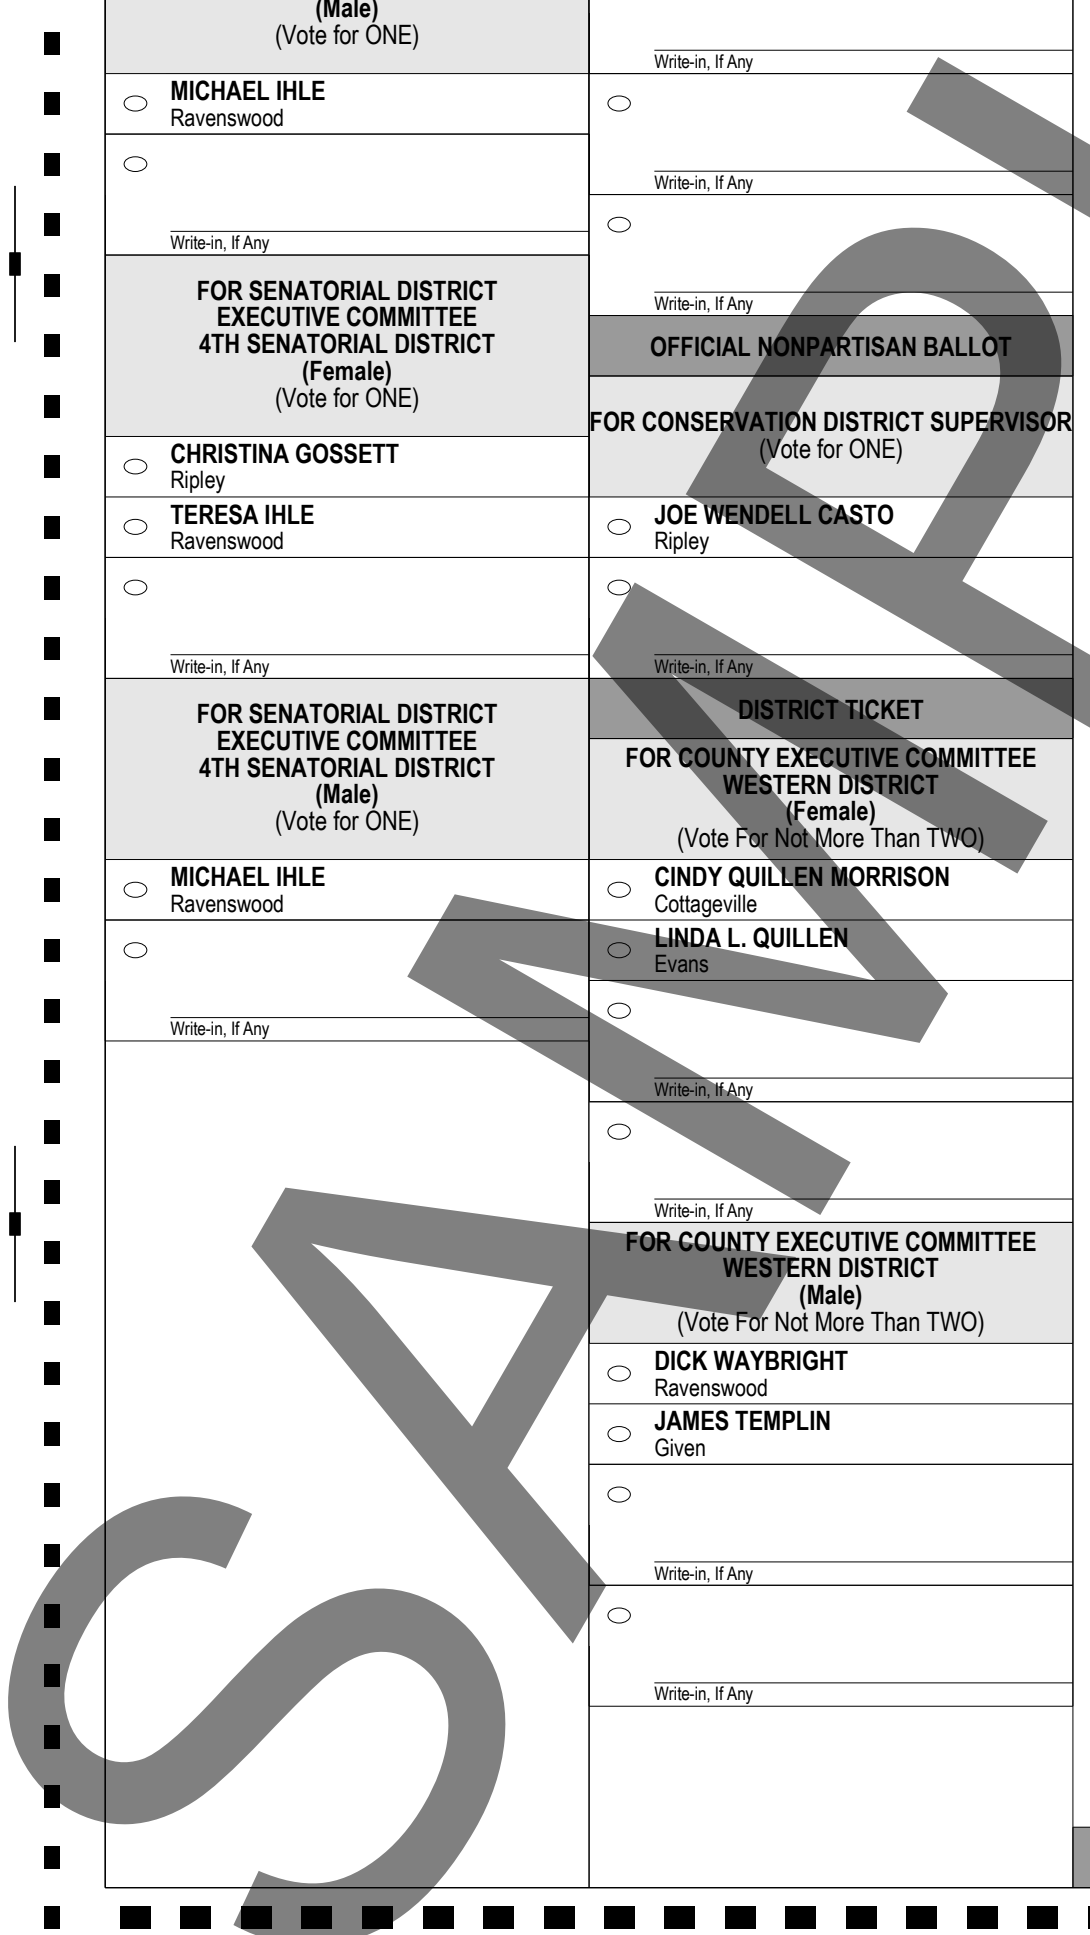 (Male)
(Vote for ONE)
MICHAEL IHLE
Ravenswood
Write-in, If Any
FOR SENATORIAL DISTRICT
EXECUTIVE COMMITTEE
4TH SENATORIAL DISTRICT
(Female)
(Vote for ONE)
CHRISTINA GOSSETT
Ripley
TERESA IHLE
Ravenswood
Write-in, If Any
FOR SENATORIAL DISTRICT
EXECUTIVE COMMITTEE
4TH SENATORIAL DISTRICT
(Male)
(Vote for ONE)
MICHAEL IHLE
Ravenswood
Write-in, If Any
Write-in, If Any
Write-in, If Any
Write-in, If Any
OFFICIAL NONPARTISAN BALLOT
FOR CONSERVATION DISTRICT SUPERVISOR
(Vote for ONE)
JOE WENDELL CASTO
Ripley
Write-in, If Any
DISTRICT TICKET
FOR COUNTY EXECUTIVE COMMITTEE
WESTERN DISTRICT
(Female)
(Vote For Not More Than TWO)
CINDY QUILLEN MORRISON
Cottageville
LINDA L. QUILLEN
Evans
Write-in, If Any
Write-in, If Any
FOR COUNTY EXECUTIVE COMMITTEE
WESTERN DISTRICT
(Male)
(Vote For Not More Than TWO)
DICK WAYBRIGHT
Ravenswood
JAMES TEMPLIN
Given
Write-in, If Any
Write-in, If Any